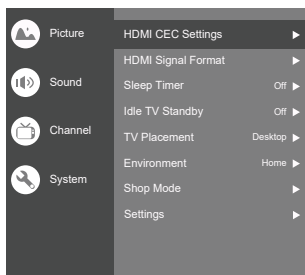 Picture
Sound
Channel
System
HDMI CEC Settings
HDMI Signal Format
Sleep Timer Off
Idle TV Standby Off
TV Placement Desktop
Environment Home
Shop Mode
Settings